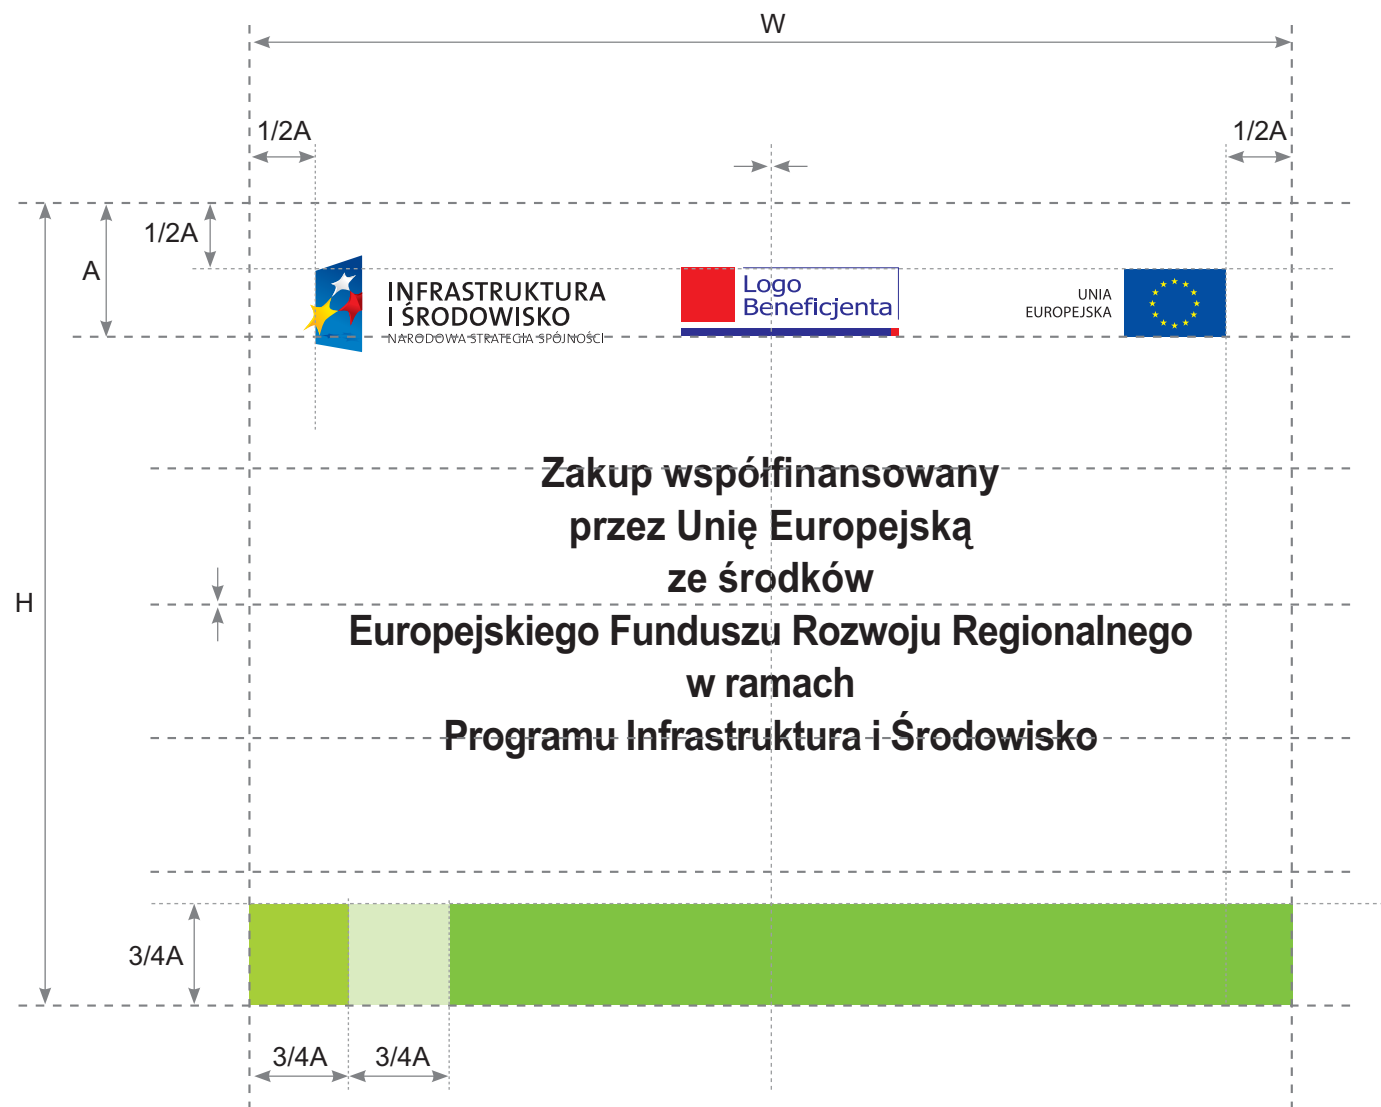 W
1/2A
1/2A
1/2A
A
INFRASTRUKTURA
I ŚRODOWISKO
NARODOWA STRATEGIA SPÓJNOŚCI
Logo
Beneficjenta
UNIA
EUROPEJSKA
Zakup współfinansowany
przez Unię Europejską
ze środków
H
Europejskiego Funduszu Rozwoju Regionalnego
w ramach
Programu Infrastruktura i Środowisko
3/4A
3/4A
3/4A